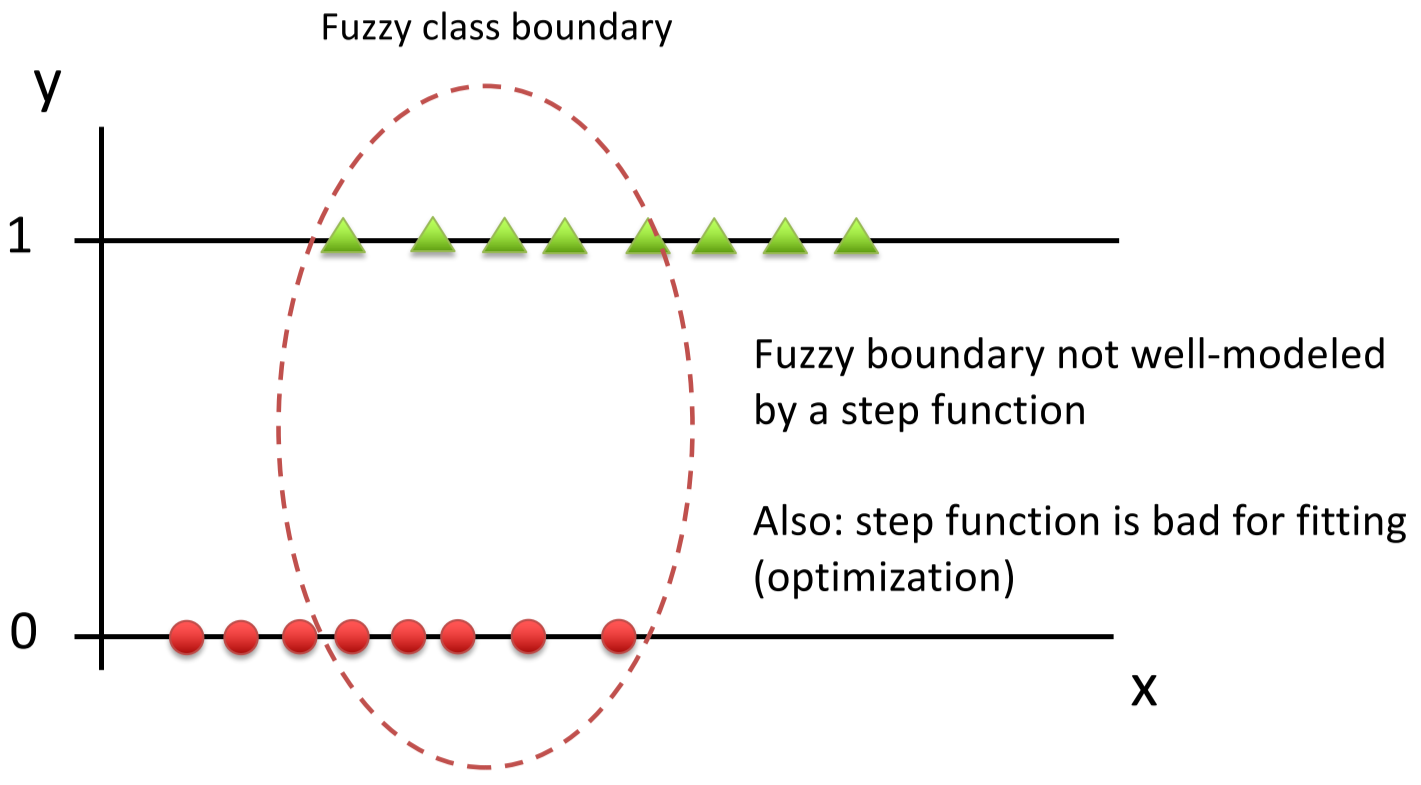 Fuzzy class boundary
y
1
Fuzzy boundary not well-modeled
by a step function
Also: step function is bad for fitting
(optimization)
0
x